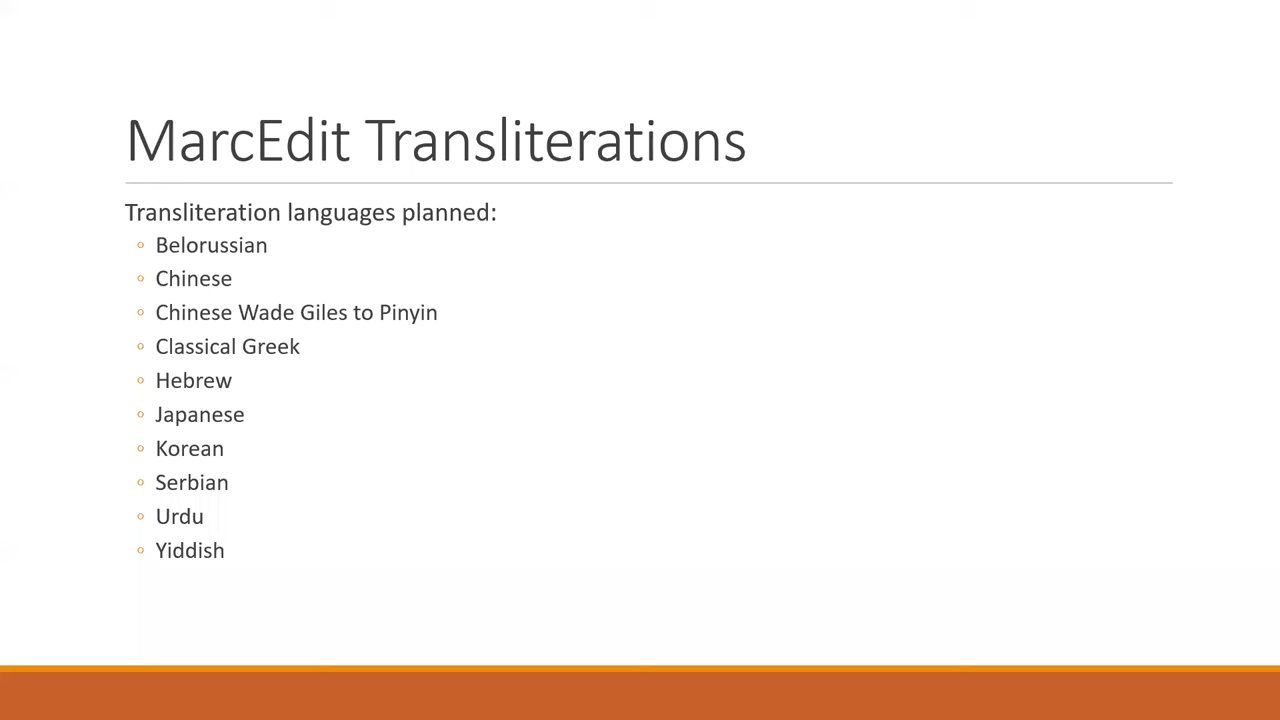 MarcEdit Transliterations
Transliteration languages planned:
◦ Belorussian
◦ Chinese
◦ Chinese Wade Giles to Pinyin
◦ Classical Greek
◦ Hebrew
◦ Japanese
◦ Korean
◦ Serbian
◦ Urdu
◦ Yiddish